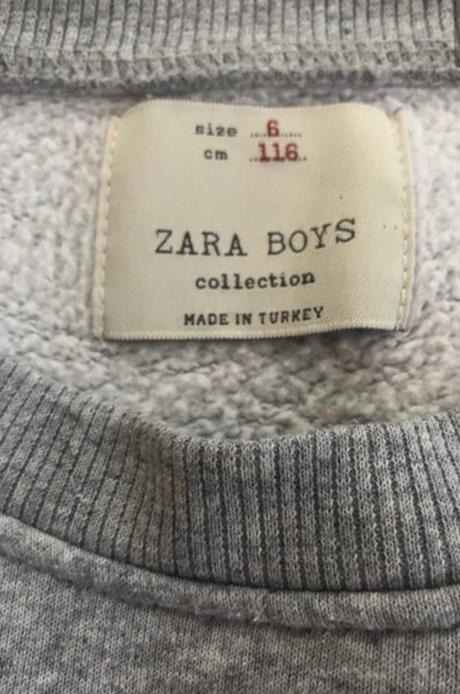 size ..6.....
cm ..116..
ZARA BOYS
collection
MADE IN TURKEY